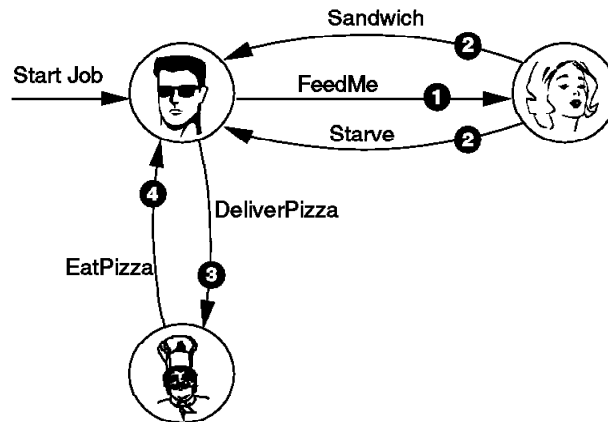 Sandwich
2
Start Job
FeedMe
1
Starve
2
4
DeliverPizza
EatPizza
3